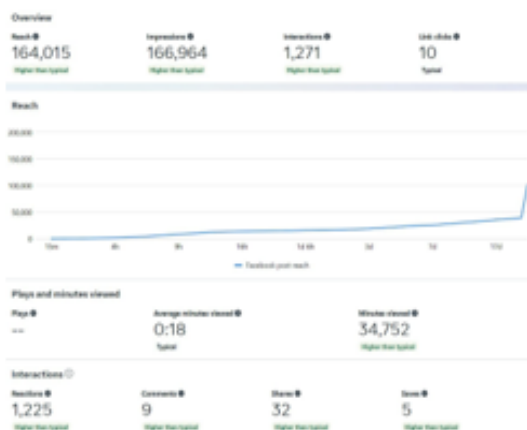 Overview
Reach Impressions Interactions Link clicks
164,015 166,964 1,271 10
Higher than typical Higher than typical Higher than typical Typical
Reach
200,000
150,000
100,000
50,000
0
Facebook post reach
Plays and minutes viewed
Plays Average minutes viewed Minutes viewed
-- 0:18 34,752
Typical Higher than typical
Interactions
Reactions Comments Shares Saves
1,225 9 32 5
Higher than typical Higher than typical Higher than typical Higher than typical